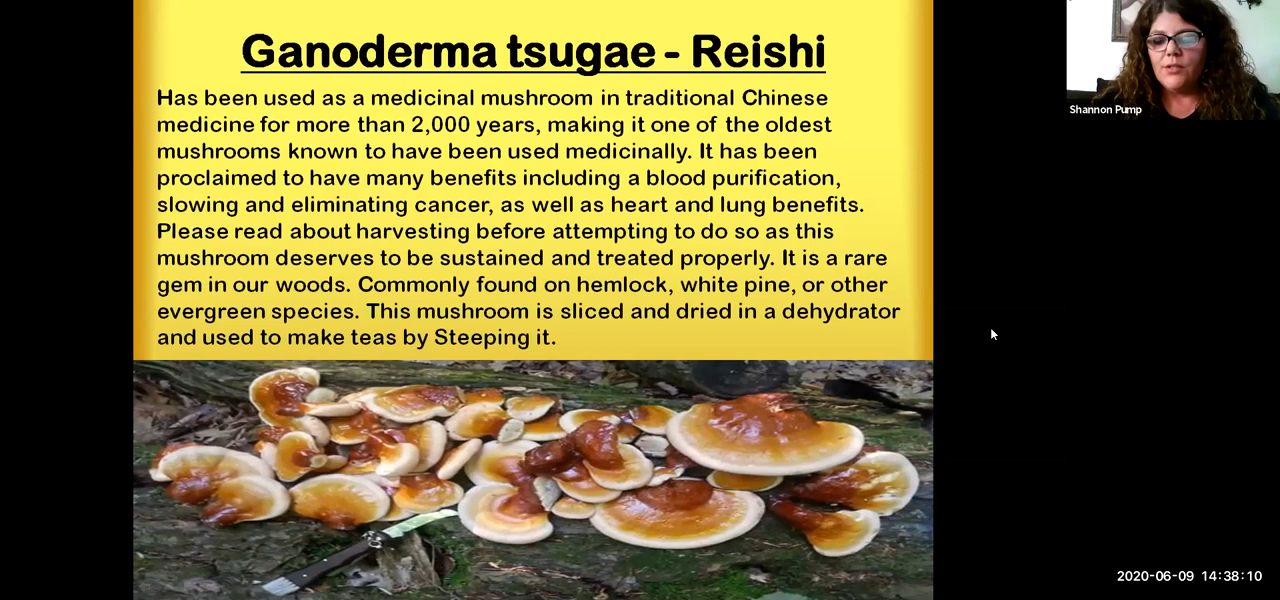 Ganoderma tsugae - Reishi
Has been used as a medicinal mushroom in traditional Chinese
medicine for more than 2,000 years, making it one of the oldest
mushrooms known to have been used medicinally. It has been
proclaimed to have many benefits including a blood purification,
slowing and eliminating cancer, as well as heart and lung benefits.
Please read about harvesting before attempting to do so as this
mushroom deserves to be sustained and treated properly. It is a rare
gem in our woods. Commonly found on hemlock, white pine, or other
evergreen species. This mushroom is sliced and dried in a dehydrator
and used to make teas by Steeping it.
Shannon Pump
2020-06-09 14:38:10